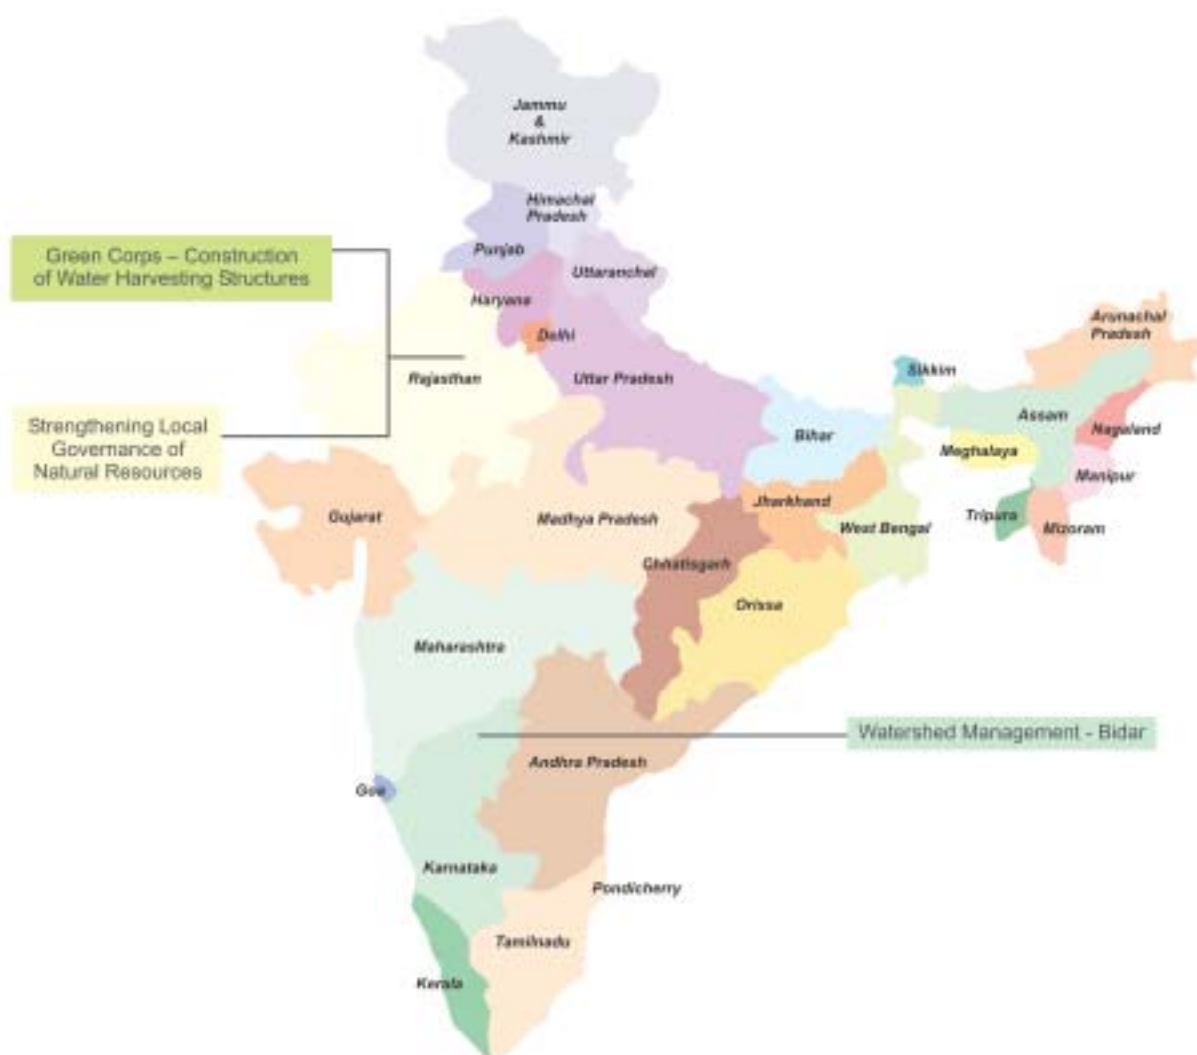 Jammu
&
Kashmir
Himachal
Pradesh
Punjab
Green Corps – Construction
of Water Harvesting Structures
Uttaranchal
Haryana
Delhi
Arunachal
Pradesh
Rajasthan
Uttar Pradesh
Sikkim
Strengthening Local
Governance of
Natural Resources
Bihar
Assam
Nagaland
Meghalaya
Manipur
Gujarat
Madhya Pradesh
Jharkhand
West Bengal
Tripura
Mizoram
Chhatisgarh
Orissa
Maharashtra
Watershed Management - Bidar
Andhra Pradesh
Goa
Karnataka
Pondicherry
Tamilnadu
Kerala